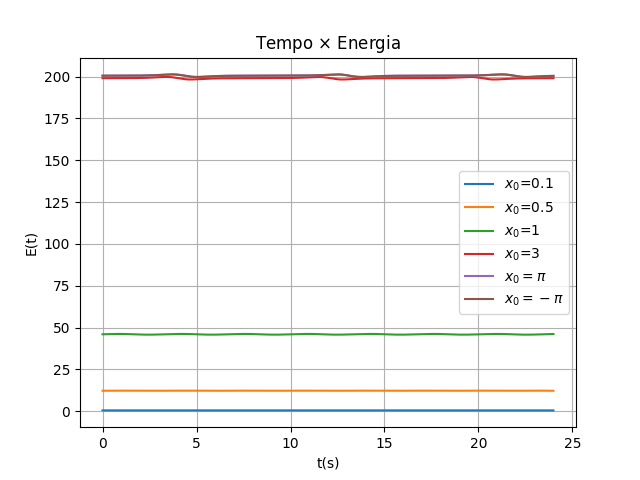 Tempo × Energia
E(t)
200
175
150
125
100
75
50
25
0
x₀=0.1
x₀=0.5
x₀=1
x₀=3
x₀ = π
x₀ = − π
0 5 10 15 20 25
t(s)